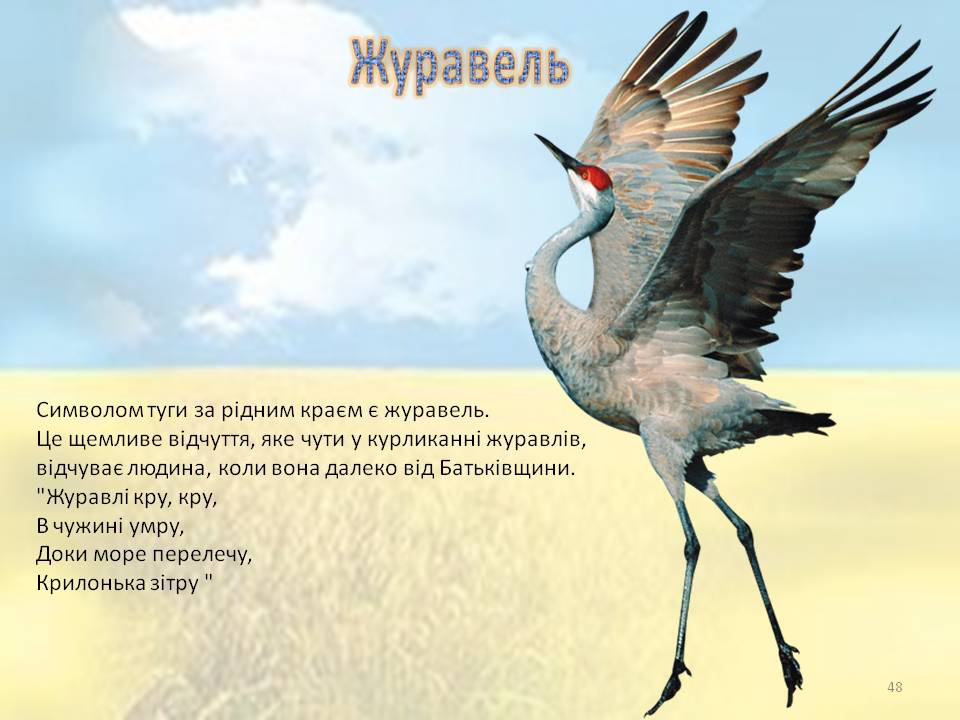 Журавель
Символом туги за рідним краєм є журавель.
Це щемливе відчуття, яке чути у курликанні журавлів,
відчуває людина, коли вона далеко від Батьківщини.
"Журавлі кру, кру,
В чужині умру,
Доки море перелечу,
Крилонька зітру "
48